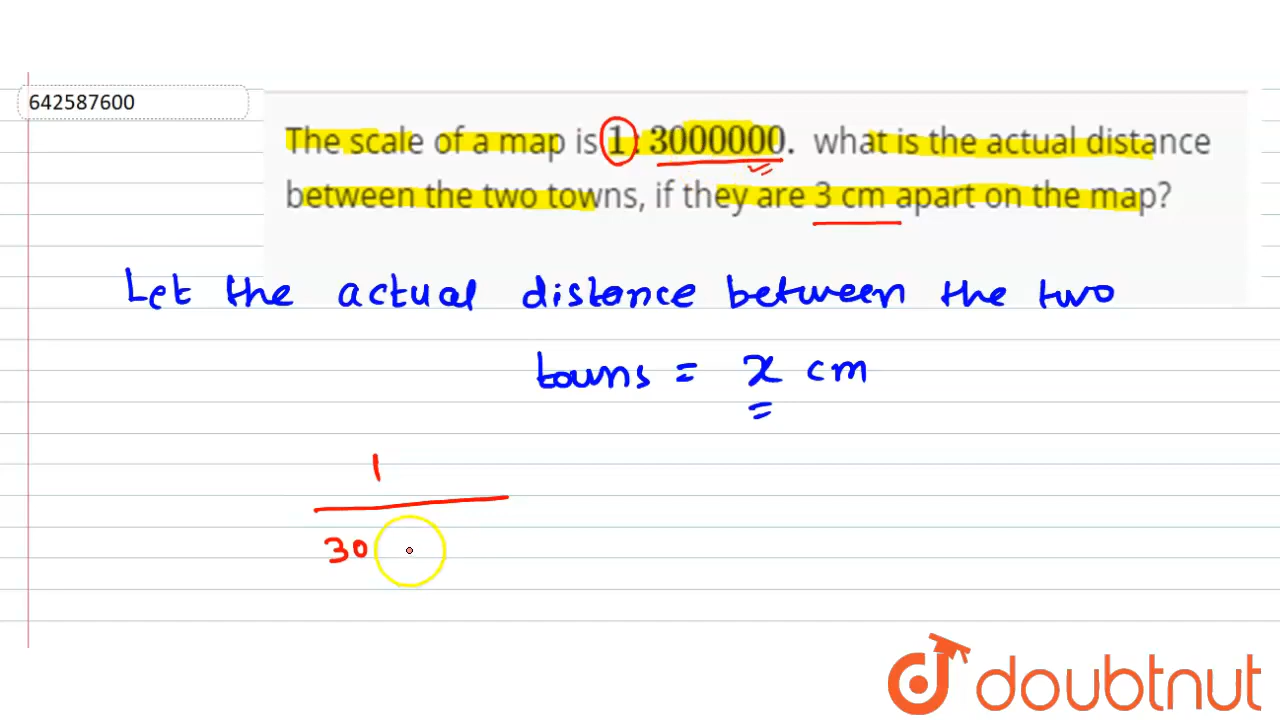 642587600
The scale of a map is 1 : 3000000. what is the actual distance
between the two towns, if they are 3 cm apart on the map?
Let the actual distance between the two
towns = x cm
1
30
doubtnut